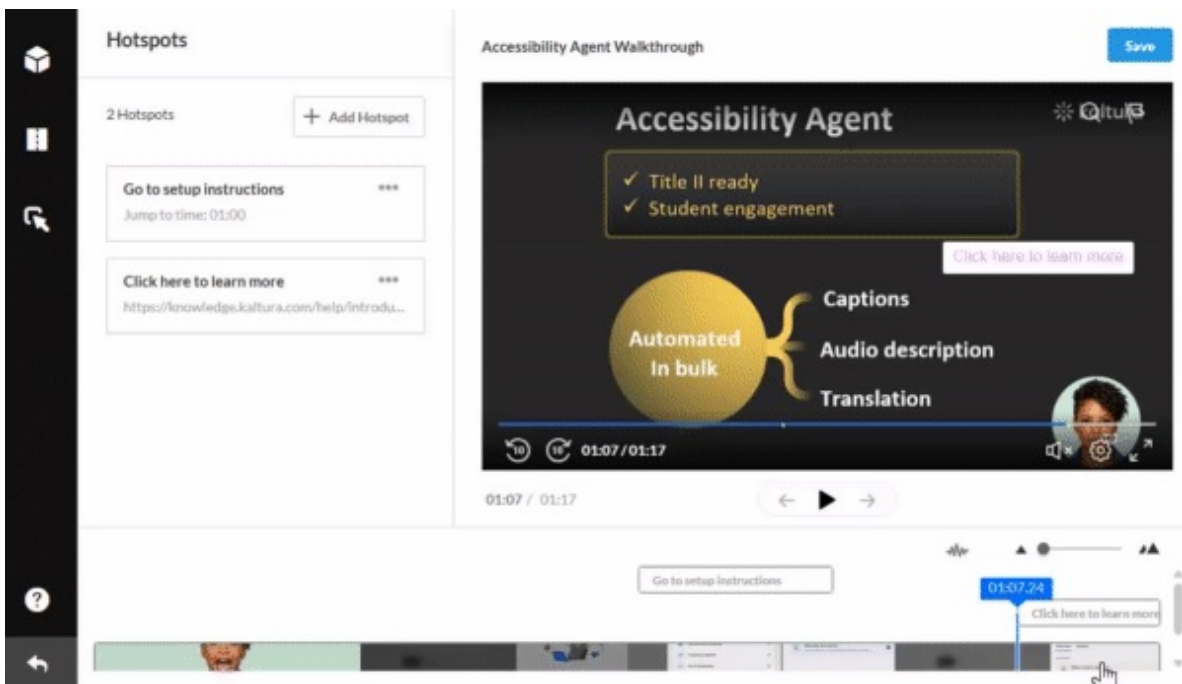 Hotspots
2 Hotspots
+ Add Hotspot
Go to setup instructions
Jump to time: 01:00
Click here to learn more
https://knowledge.kaltura.com/help/introdu...
Accessibility Agent Walkthrough
Save
Accessibility Agent
✓ Title II ready
✓ Student engagement
Click here to learn more
Automated
In bulk
Captions
Audio description
Translation
10
10
01:07/01:17
01:07 / 01:17
Go to setup instructions
01:07.24
Click here to learn more